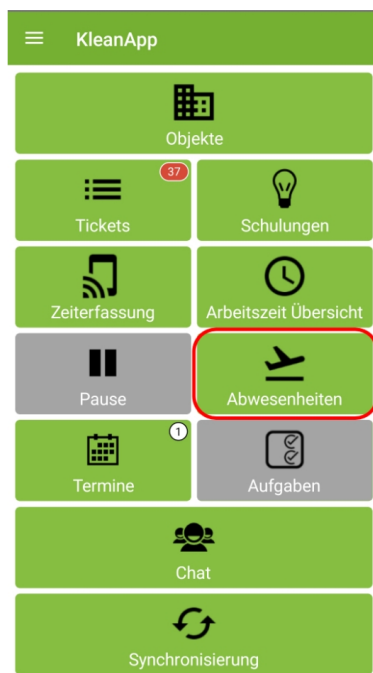 KleanApp
Objekte
37
Tickets
Schulungen
Zeiterfassung
Arbeitszeit Übersicht
Pause
Abwesenheiten
1
Termine
Aufgaben
Chat
Synchronisierung